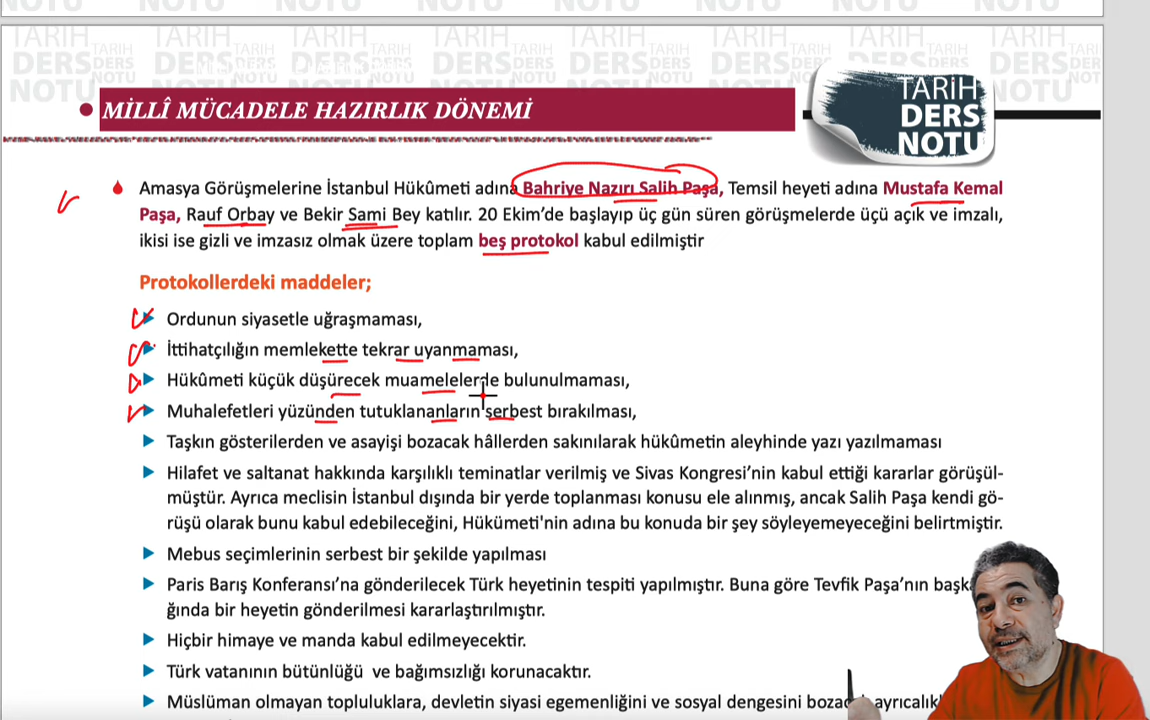 MİLLÎ MÜCADELE HAZIRLIK DÖNEMİ
TARİH
DERS
NOTU
Amasya Görüşmelerine İstanbul Hükûmeti adına Bahriye Nazırı Salih Paşa, Temsil heyeti adına Mustafa Kemal
Paşa, Rauf Orbay ve Bekir Sami Bey katılır. 20 Ekim’de başlayıp üç gün süren görüşmelerde üçü açık ve imzalı,
ikisi ise gizli ve imzasız olmak üzere toplam beş protokol kabul edilmiştir
Protokollerdeki maddeler;
Ordunun siyasetle uğraşmaması,
İttihatçılığın memlekette tekrar uyanmaması,
Hükûmeti küçük düşürecek muamelelerde bulunulmaması,
Muhalefetleri yüzünden tutuklananların serbest bırakılması,
Taşkın gösterilerden ve asayişi bozacak hâllerden sakınılarak hükûmetin aleyhinde yazı yazılmaması
Hilafet ve saltanat hakkında karşılıklı teminatlar verilmiş ve Sivas Kongresi’nin kabul ettiği kararlar görüşül-
müştür. Ayrıca meclisin İstanbul dışında bir yerde toplanması konusu ele alınmış, ancak Salih Paşa kendi gö-
rüşü olarak bunu kabul edebileceğini, Hükümeti'nin adına bu konuda bir şey söyleyemeyeceğini belirtmiştir.
Mebus seçimlerinin serbest bir şekilde yapılması
Paris Barış Konferansı’na gönderilecek Türk heyetinin tespiti yapılmıştır. Buna göre Tevfik Paşa’nın
ğında bir heyetin gönderilmesi kararlaştırılmıştır.
Hiçbir himaye ve manda kabul edilmeyecektir.
Türk vatanının bütünlüğü ve bağımsızlığı korunacaktır.
Müslüman olmayan topluluklara, devletin siyasi egemenliğini ve sosyal dengesini